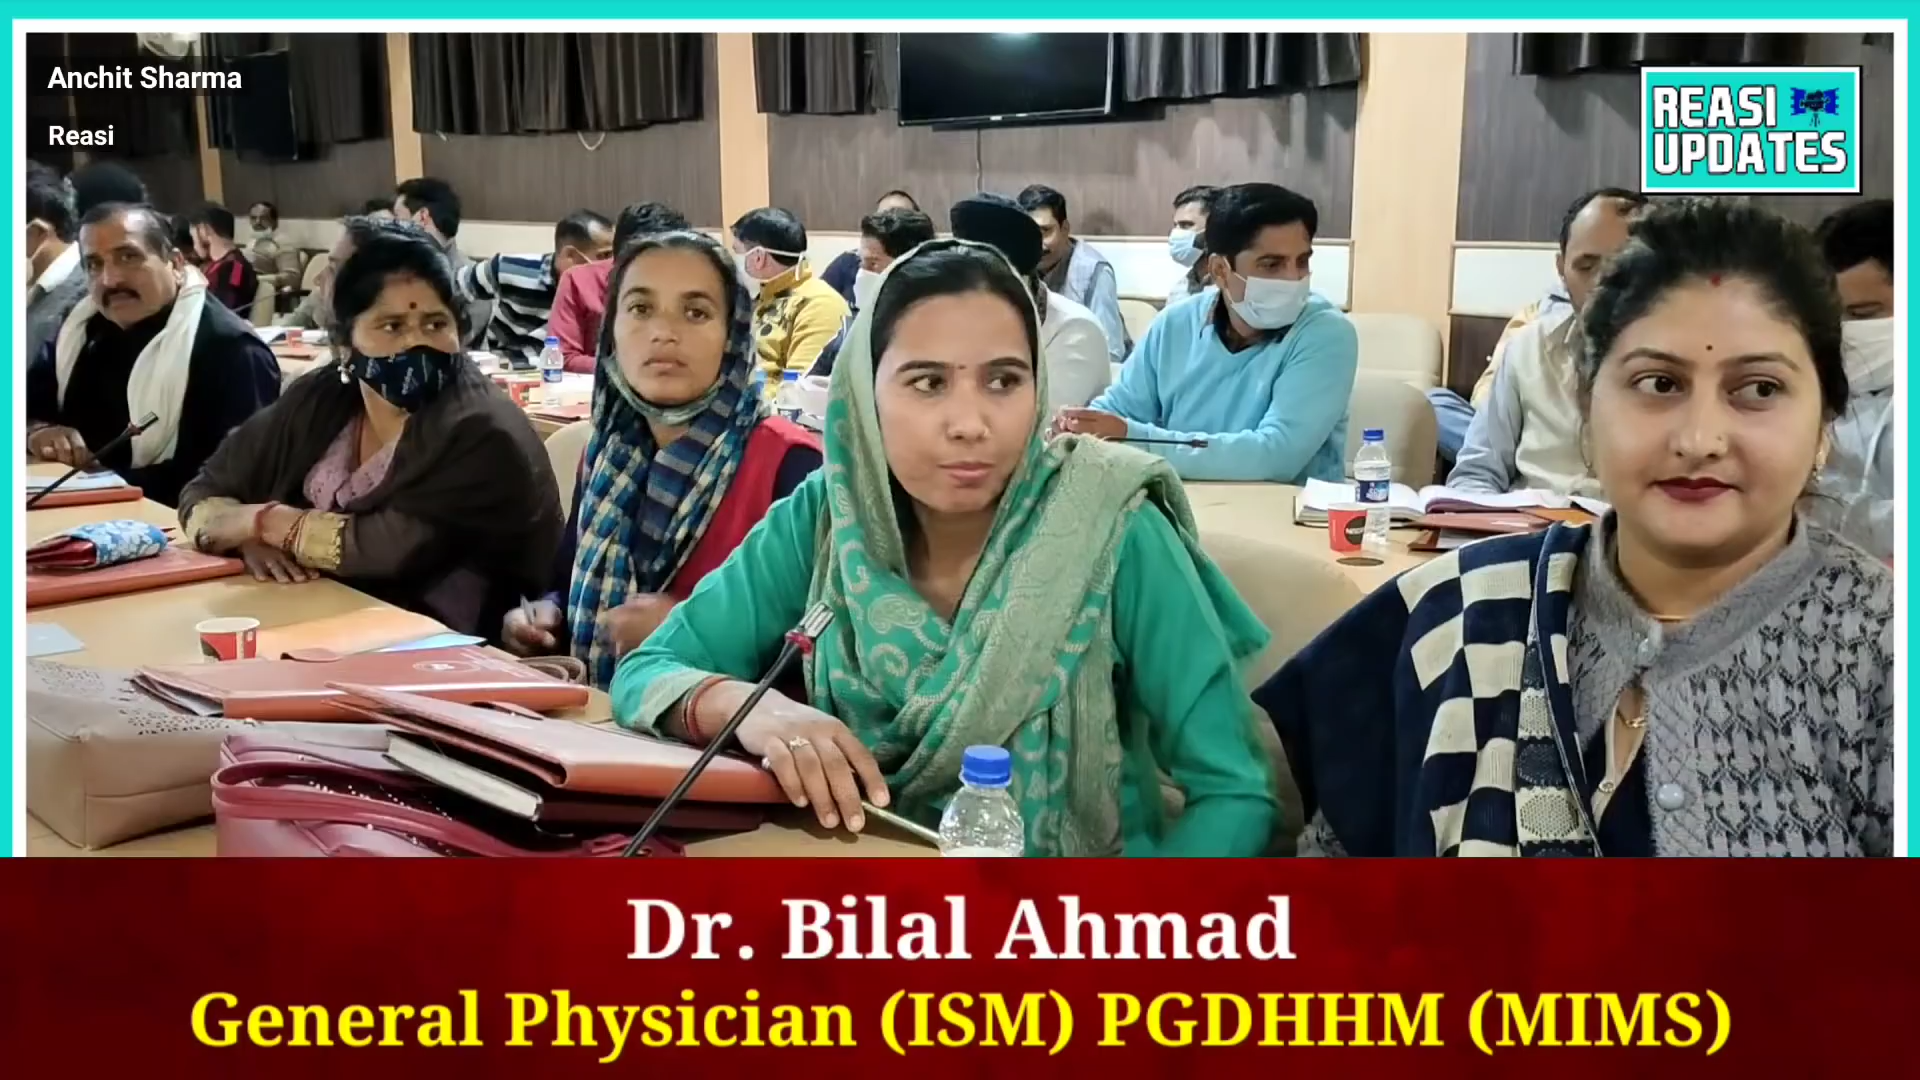 Anchit Sharma
Reasi
REASI
UPDATES
Dr. Bilal Ahmad
General Physician (ISM) PGDHHM (MIMS)